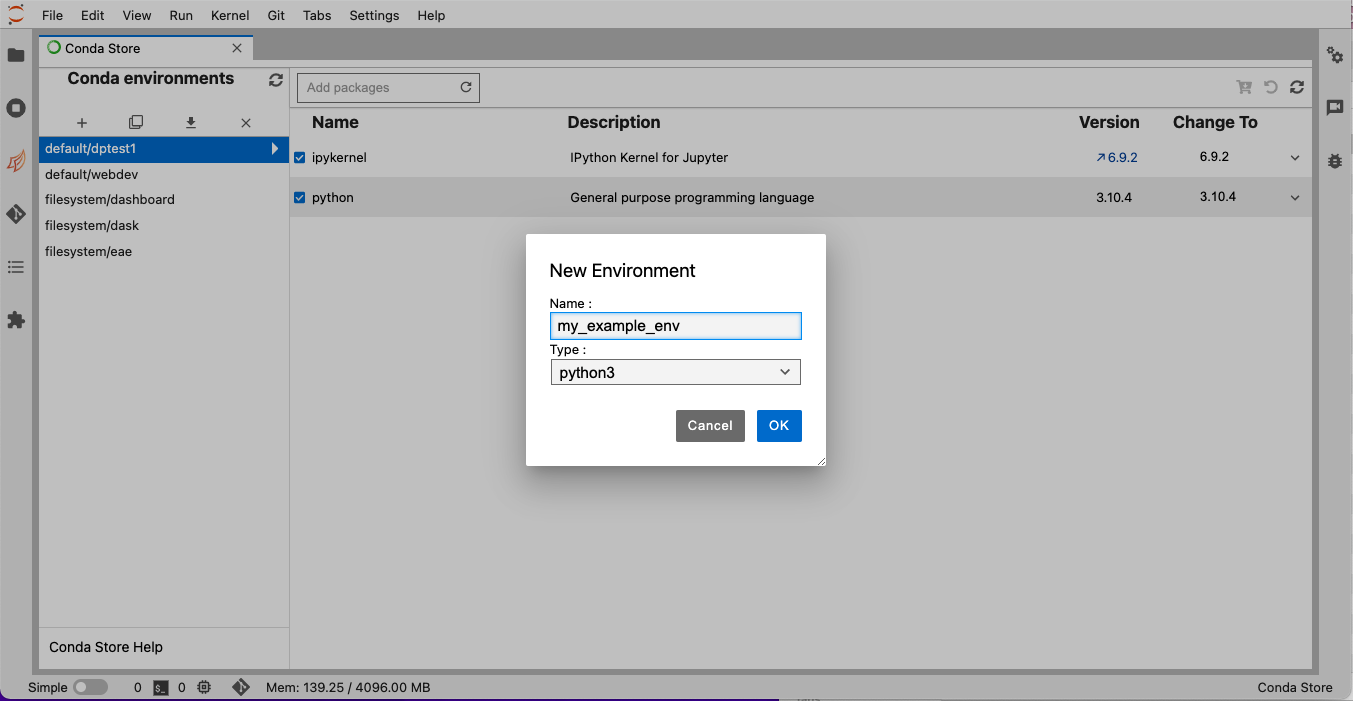 File Edit View Run Kernel Git Tabs Settings Help
Conda Store
Conda environments
Add packages
Name Description Version Change To
default/dptest1
ipykernel IPython Kernel for Jupyter 6.9.2 6.9.2
default/webdev
filesystem/dashboard
python General purpose programming language 3.10.4 3.10.4
filesystem/dask
filesystem/eae
New Environment
Name :
my_example_env
Type :
python3
Cancel OK
Conda Store Help
Simple 0 $_ 0 Mem: 139.25 / 4096.00 MB Conda Store